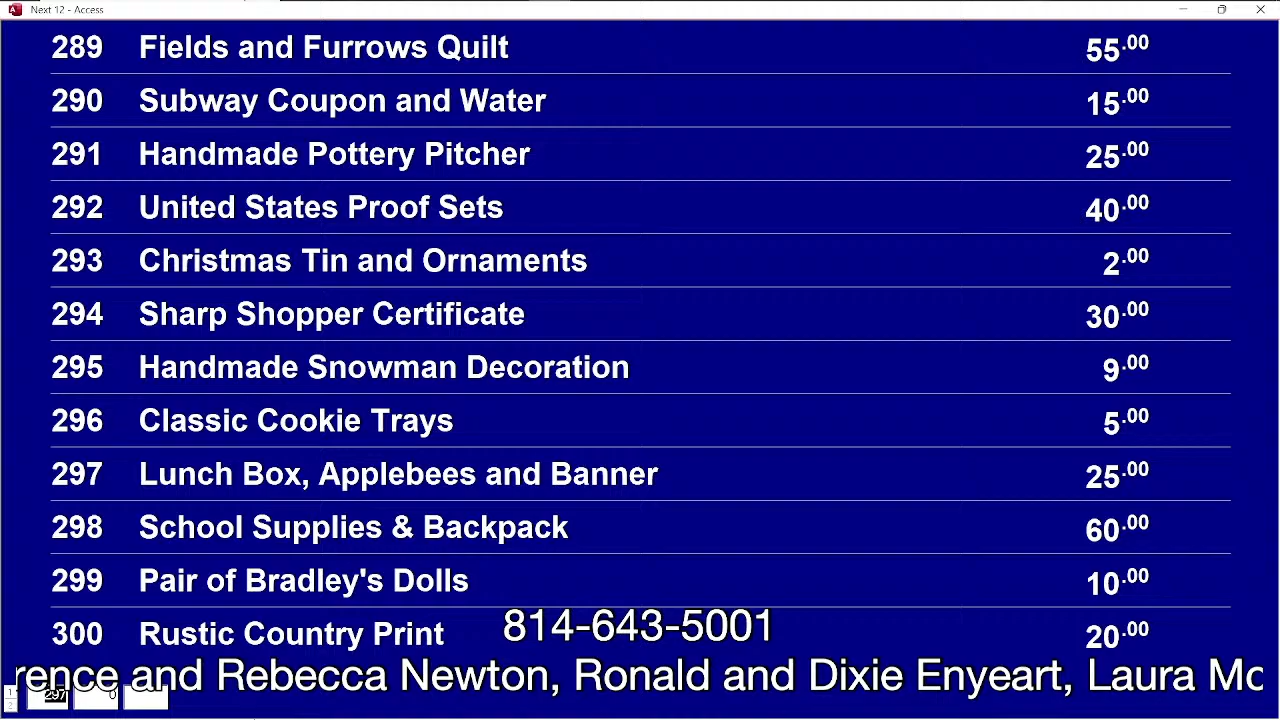 Next 12 - Access
289 Fields and Furrows Quilt 55.00
290 Subway Coupon and Water 15.00
291 Handmade Pottery Pitcher 25.00
292 United States Proof Sets 40.00
293 Christmas Tin and Ornaments 2.00
294 Sharp Shopper Certificate 30.00
295 Handmade Snowman Decoration 9.00
296 Classic Cookie Trays 5.00
297 Lunch Box, Applebees and Banner 25.00
298 School Supplies & Backpack 60.00
299 Pair of Bradley's Dolls 10.00
300 Rustic Country Print 20.00
814-643-5001
rence and Rebecca Newton, Ronald and Dixie Enyeart, Laura Mc
297